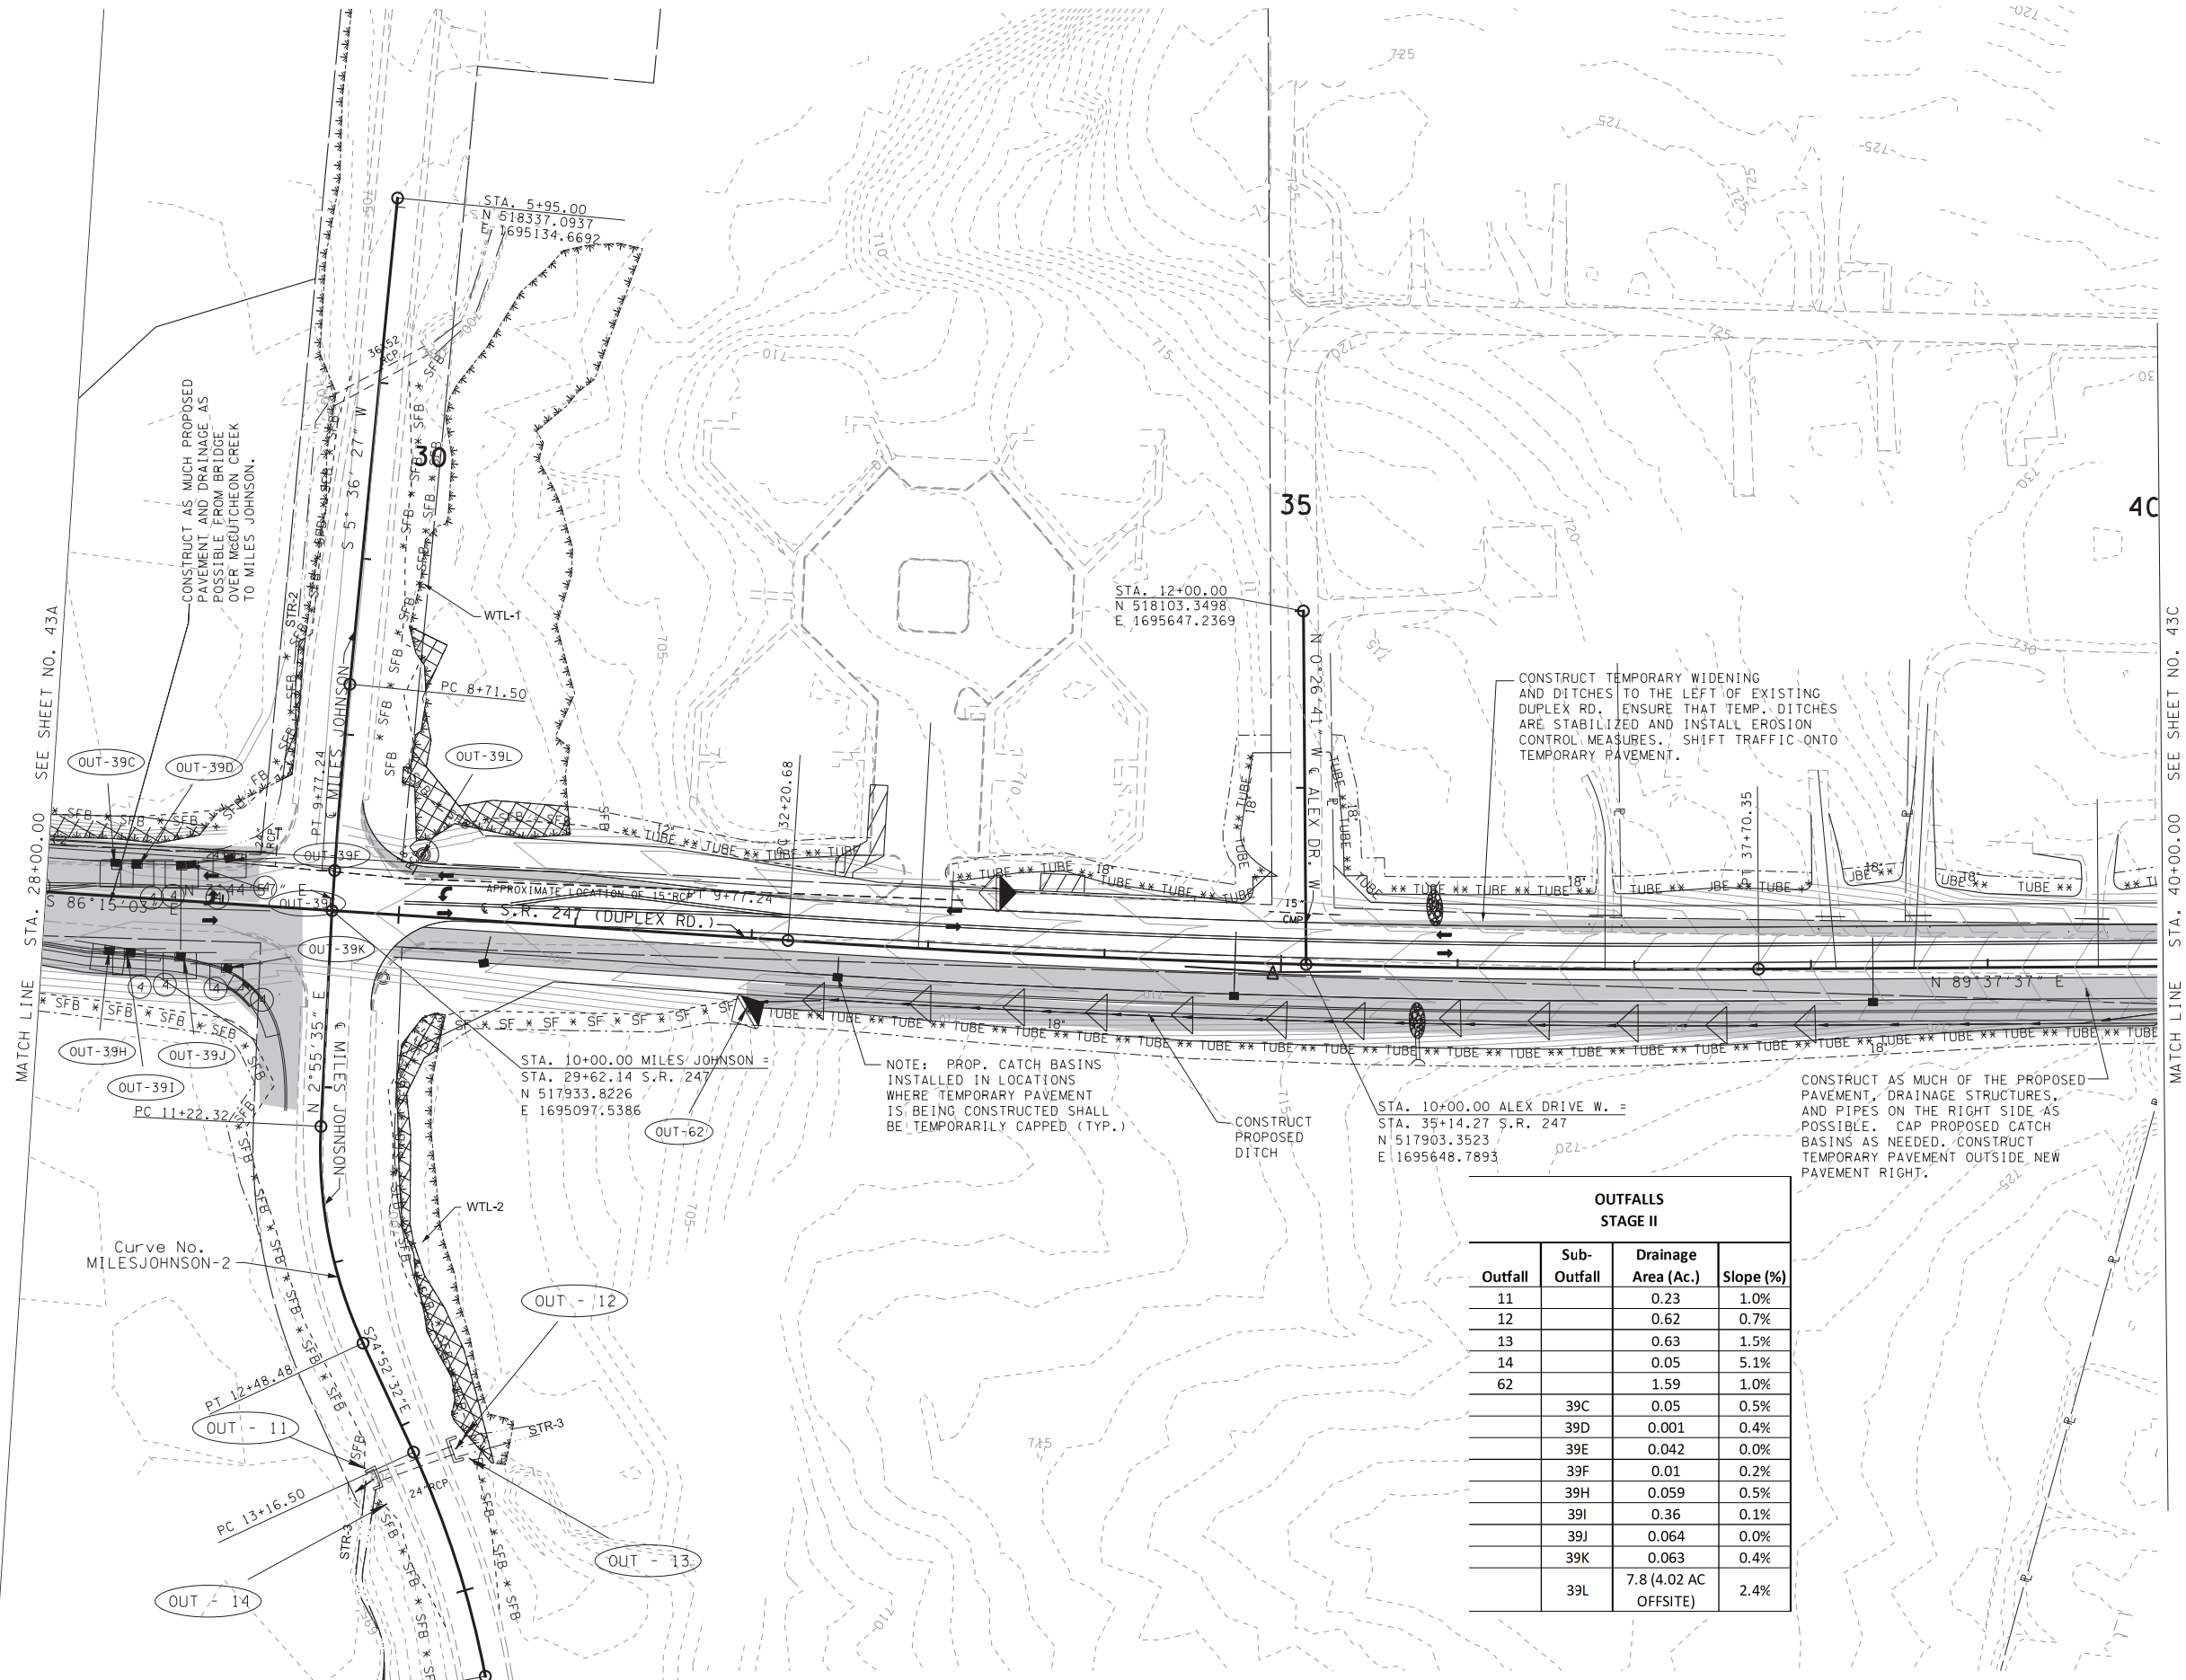 STA. 5+95.00
N 518337.0937
E 1695134.6692
CONSTRUCT AS MUCH PROPOSED
PAVEMENT AND DRAINAGE AS
POSSIBLE FROM BRIDGE
OVER McCUTCHEON CREEK
TO MILES JOHNSON.
STR-2
S 5° 36' 27" W
30
35
WTL-1
PC 8+71.50
℄ MILES JOHNSON
PT 9+77.24
MATCH LINE STA. 28+00.00 SEE SHEET NO. 43A
OUT-39C
OUT-39D
OUT-39L
OUT-39F
OUT-39K
OUT-39H
OUT-39J
OUT-39I
S 86°15'03" E
PC 11+22.32
N 2°55'35" E
℄ MILES JOHNSON
APPROXIMATE LOCATION OF 15"RCP
PT 9+77.24
℄ S.R. 247 (DUPLEX RD.)
STA. 12+00.00
N 518103.3498
E 1695647.2369
N 0°26'41" W ℄ ALEX DR. W.
15"
CMP
CONSTRUCT TEMPORARY WIDENING
AND DITCHES TO THE LEFT OF EXISTING
DUPLEX RD. ENSURE THAT TEMP. DITCHES
ARE STABILIZED AND INSTALL EROSION
CONTROL MEASURES. SHIFT TRAFFIC ONTO
TEMPORARY PAVEMENT.
N 89°37'37" E
MATCH LINE STA. 40+00.00 SEE SHEET NO. 43C
STA. 10+00.00 MILES JOHNSON =
STA. 29+62.14 S.R. 247
N 517933.8226
E 1695097.5386
OUT-62
NOTE: PROP. CATCH BASINS
INSTALLED IN LOCATIONS
WHERE TEMPORARY PAVEMENT
IS BEING CONSTRUCTED SHALL
BE TEMPORARILY CAPPED (TYP.)
CONSTRUCT
PROPOSED
DITCH
STA. 10+00.00 ALEX DRIVE W. =
STA. 35+14.27 S.R. 247
N 517903.3523
E 1695648.7893
CONSTRUCT AS MUCH OF THE PROPOSED
PAVEMENT, DRAINAGE STRUCTURES,
AND PIPES ON THE RIGHT SIDE AS
POSSIBLE. CAP PROPOSED CATCH
BASINS AS NEEDED. CONSTRUCT
TEMPORARY PAVEMENT OUTSIDE NEW
PAVEMENT RIGHT.
WTL-2
Curve No.
MILESJOHNSON-2
OUT - 12
PT 12+48.48
S24°52'32"E
OUT - 11
STR-3
24"RCP
PC 13+16.50
STR-3
OUT - 13
OUT - 14
OUTFALLS
STAGE II
Outfall Sub-Outfall Drainage Area (Ac.) Slope (%)
11 0.23 1.0%
12 0.62 0.7%
13 0.63 1.5%
14 0.05 5.1%
62 1.59 1.0%
39C 0.05 0.5%
39D 0.001 0.4%
39E 0.042 0.0%
39F 0.01 0.2%
39H 0.059 0.5%
39I 0.36 0.1%
39J 0.064 0.0%
39K 0.063 0.4%
39L 7.8 (4.02 AC OFFSITE) 2.4%